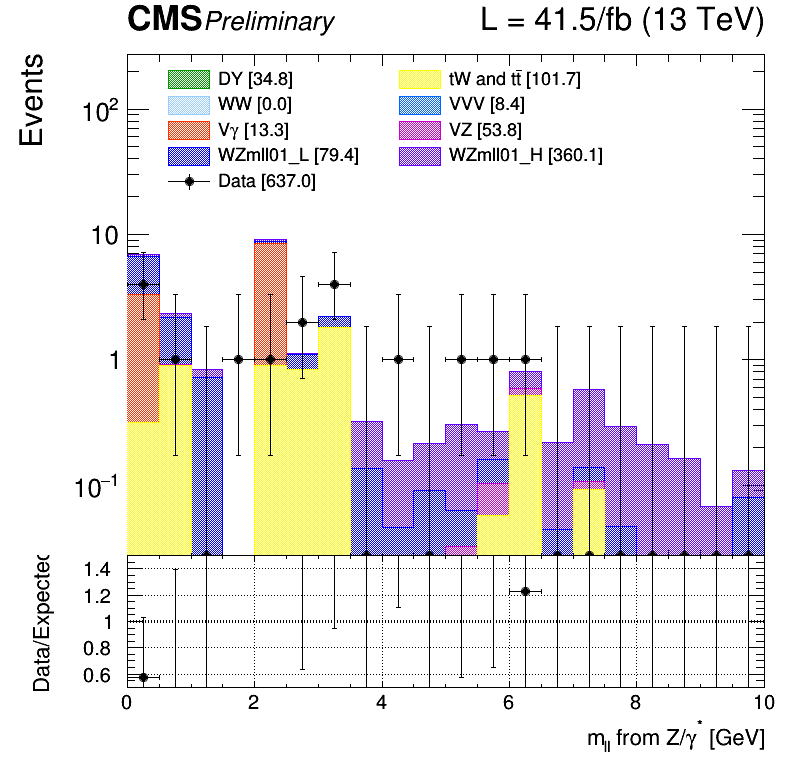 CMS Preliminary L = 41.5/fb (13 TeV)
Events
DY [34.8] tW and tt̄ [101.7]
WW [0.0] VVV [8.4]
Vγ [13.3] VZ [53.8]
WZmll01_L [79.4] WZmll01_H [360.1]
Data [637.0]
10²
10
1
10⁻¹
Data/Expected
1.4
1.2
1
0.8
0.6
0 2 4 6 8 10
m_ll from Z/γ* [GeV]